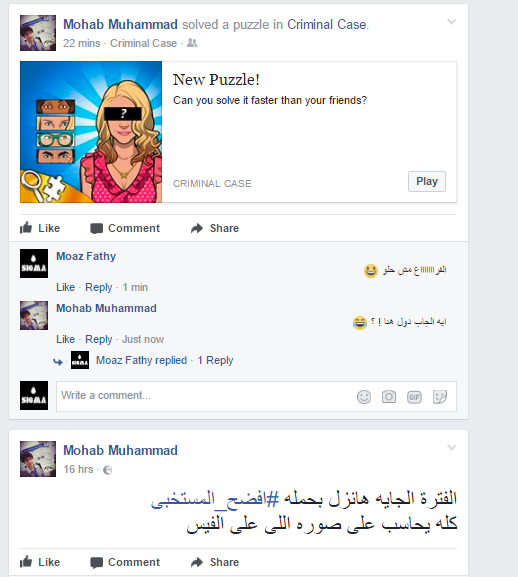 Mohab Muhammad solved a puzzle in Criminal Case.
22 mins · Criminal Case ·
?
New Puzzle!
Can you solve it faster than your friends?
CRIMINAL CASE
Play
Like Comment Share
SIGMA
Moaz Fathy
الفرااااااااع مش حلو 😂
Like · Reply · 1 min
Mohab Muhammad
ايه الجاب دول هنا ! ؟ 😂
Like · Reply · Just now
SIGMA
Moaz Fathy replied · 1 Reply
SIGMA
Write a comment...
GIF
Mohab Muhammad
16 hrs ·
الفترة الجايه هانزل بحمله #افضح_المستخبى
كله يحاسب على صوره اللى على الفيس
Like Comment Share